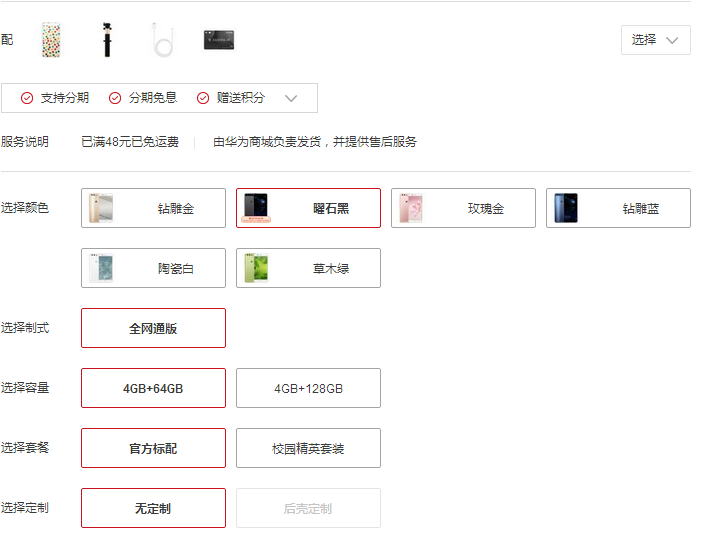 配 选择
支持分期 分期免息 赠送积分
服务说明 已满48元已免运费 由华为商城负责发货，并提供售后服务
选择颜色 钻雕金 曜石黑 玫瑰金 钻雕蓝
陶瓷白 草木绿
选择制式 全网通版
选择容量 4GB+64GB 4GB+128GB
选择套餐 官方标配 校园精英套装
选择定制 无定制 后壳定制